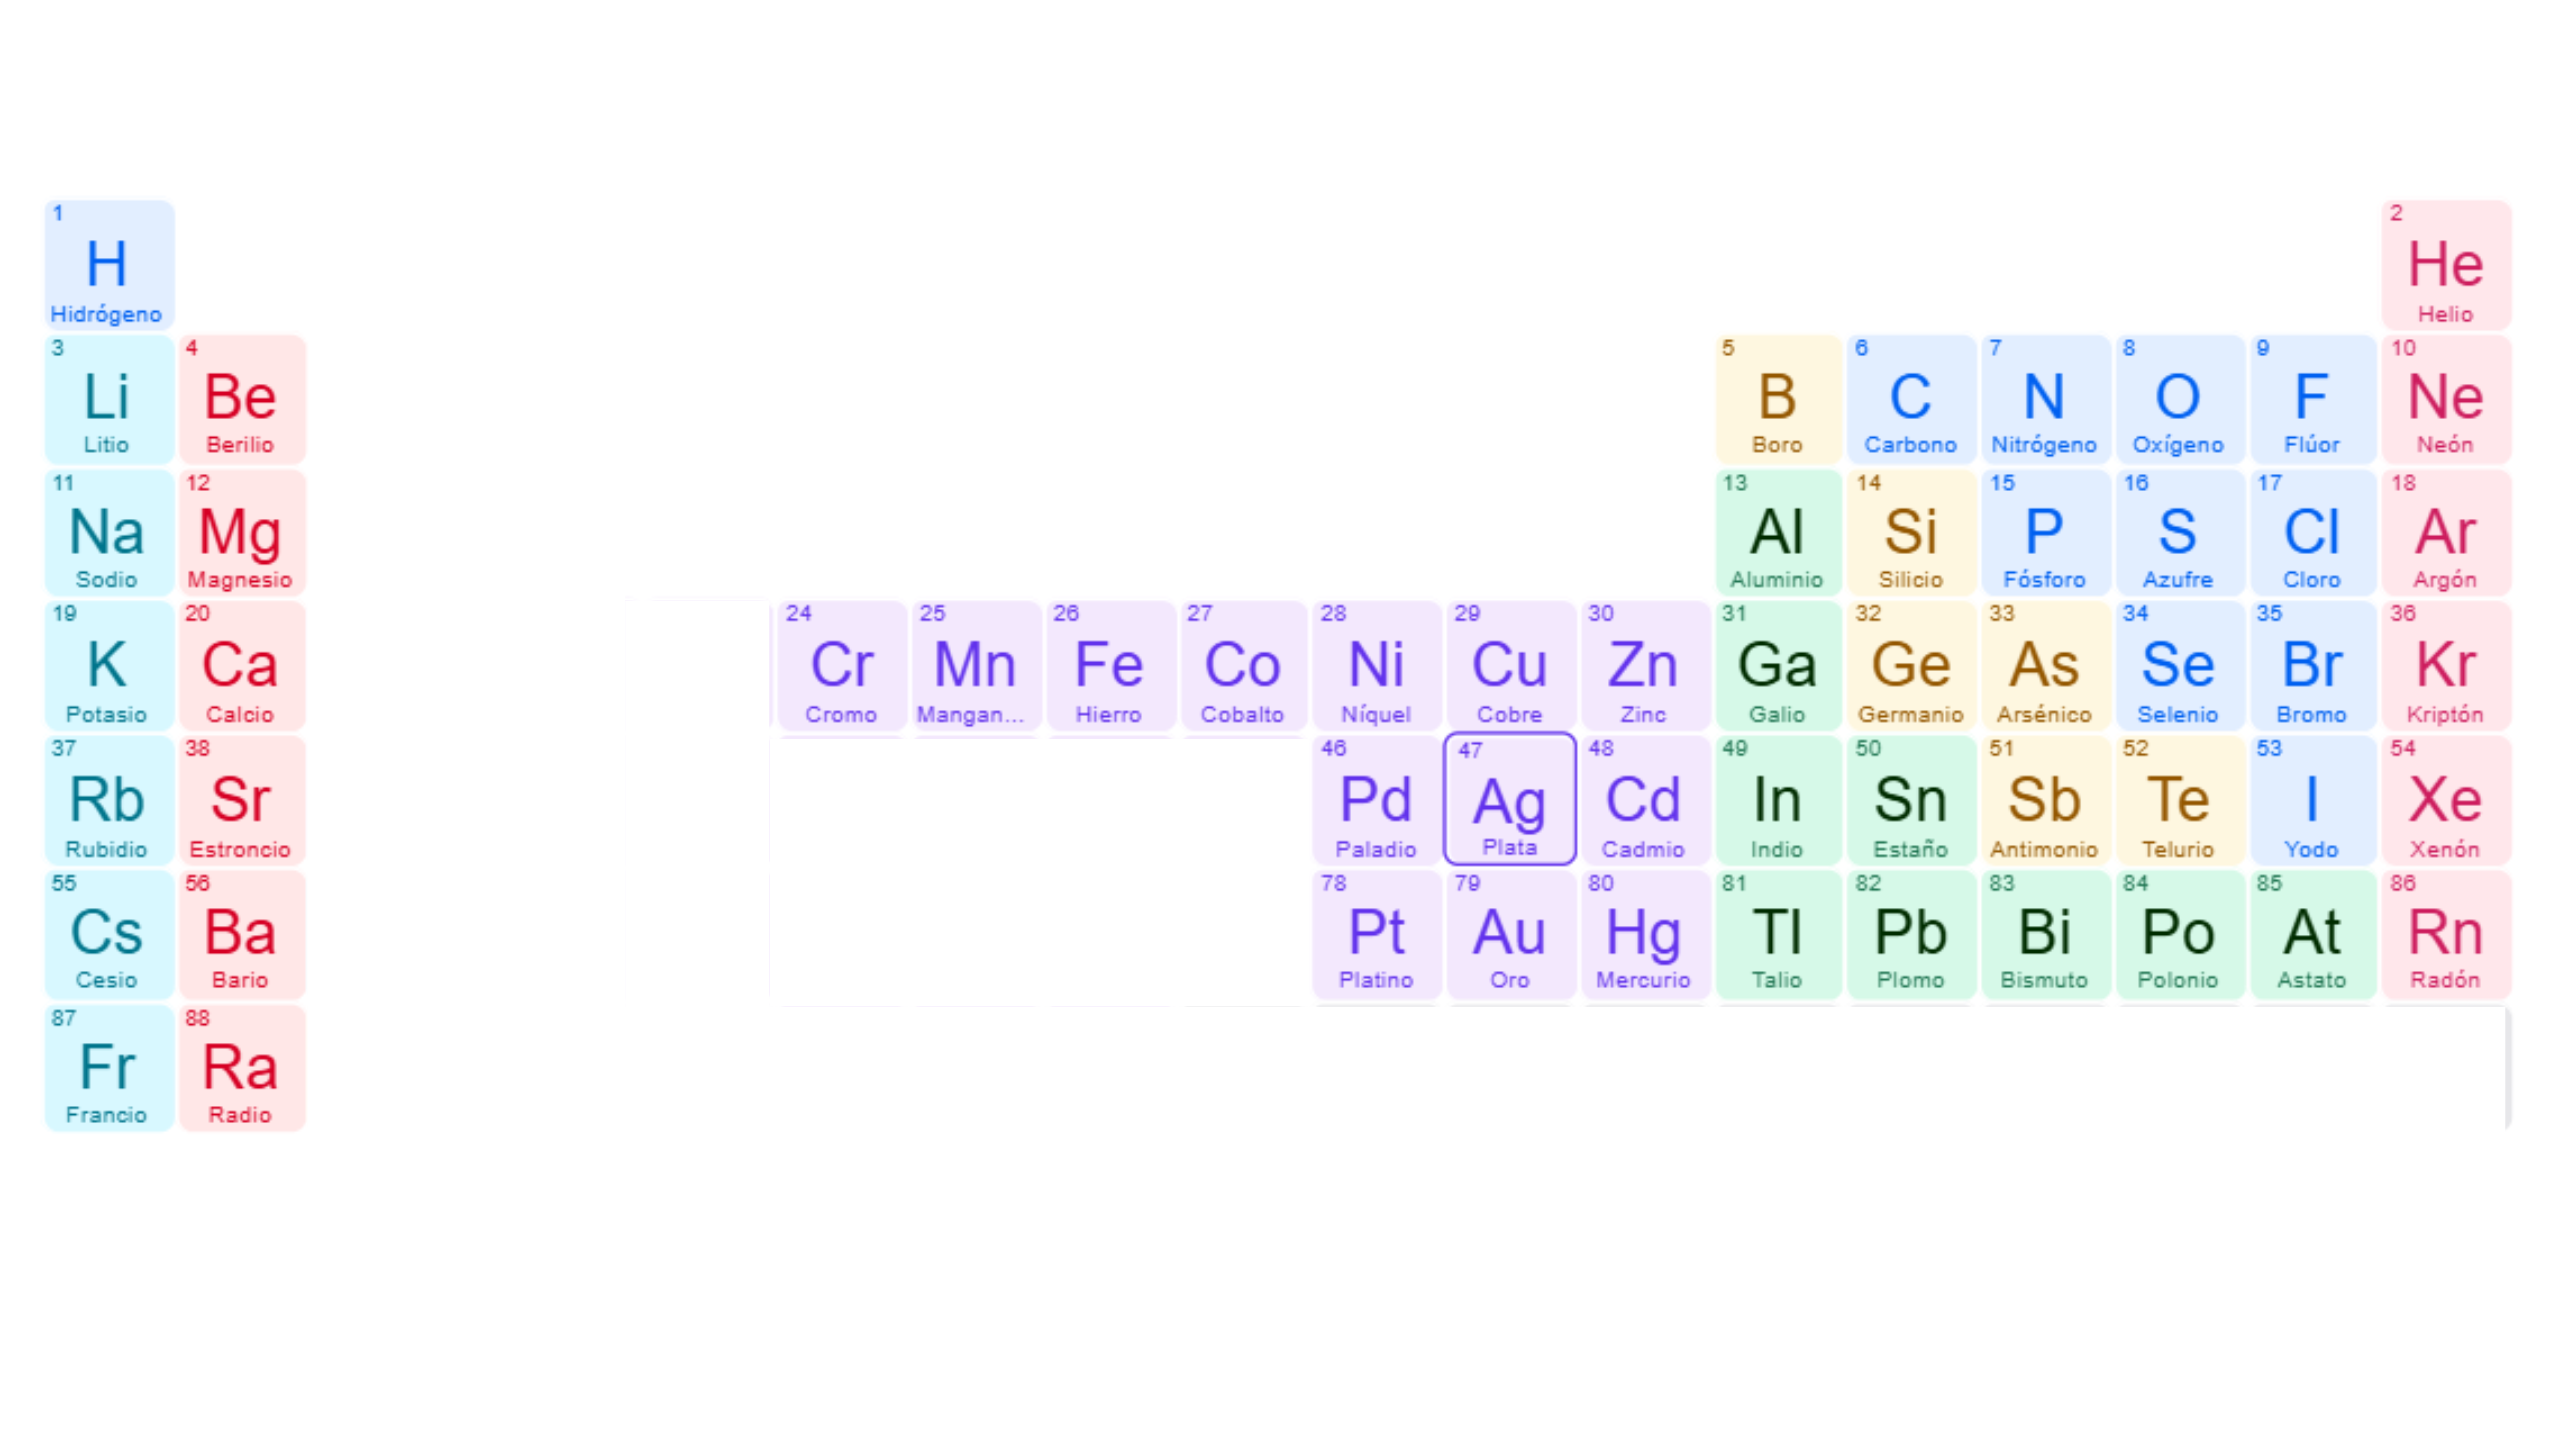 1 2
H He
Hidrógeno Helio
3 4 5 6 7 8 9 10
Li Be B C N O F Ne
Litio Berilio Boro Carbono Nitrógeno Oxígeno Flúor Neón
11 12 13 14 15 16 17 18
Na Mg Al Si P S Cl Ar
Sodio Magnesio Aluminio Silicio Fósforo Azufre Cloro Argón
19 20 24 25 26 27 28 29 30 31 32 33 34 35 36
K Ca Cr Mn Fe Co Ni Cu Zn Ga Ge As Se Br Kr
Potasio Calcio Cromo Mangan... Hierro Cobalto Níquel Cobre Zinc Galio Germanio Arsénico Selenio Bromo Kriptón
37 38 46 47 48 49 50 51 52 53 54
Rb Sr Pd Ag Cd In Sn Sb Te I Xe
Rubidio Estroncio Paladio Plata Cadmio Indio Estaño Antimonio Telurio Yodo Xenón
55 56 78 79 80 81 82 83 84 85 86
Cs Ba Pt Au Hg Tl Pb Bi Po At Rn
Cesio Bario Platino Oro Mercurio Talio Plomo Bismuto Polonio Astato Radón
87 88
Fr Ra
Francio Radio